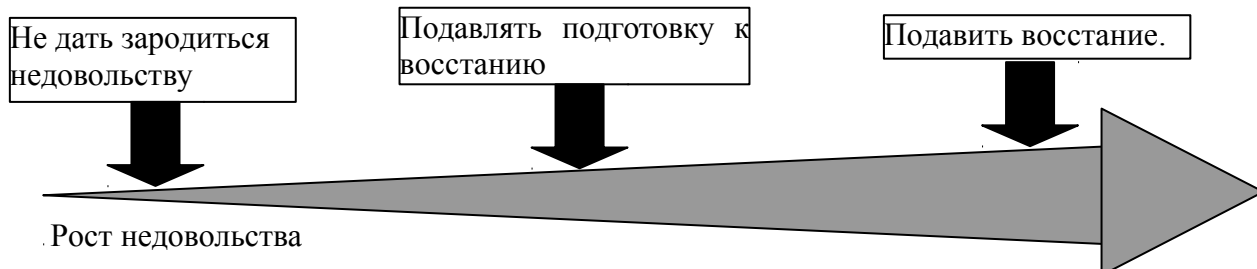 Не дать зародиться
недовольству
Подавлять подготовку к
восстанию
Подавить восстание.
Рост недовольства